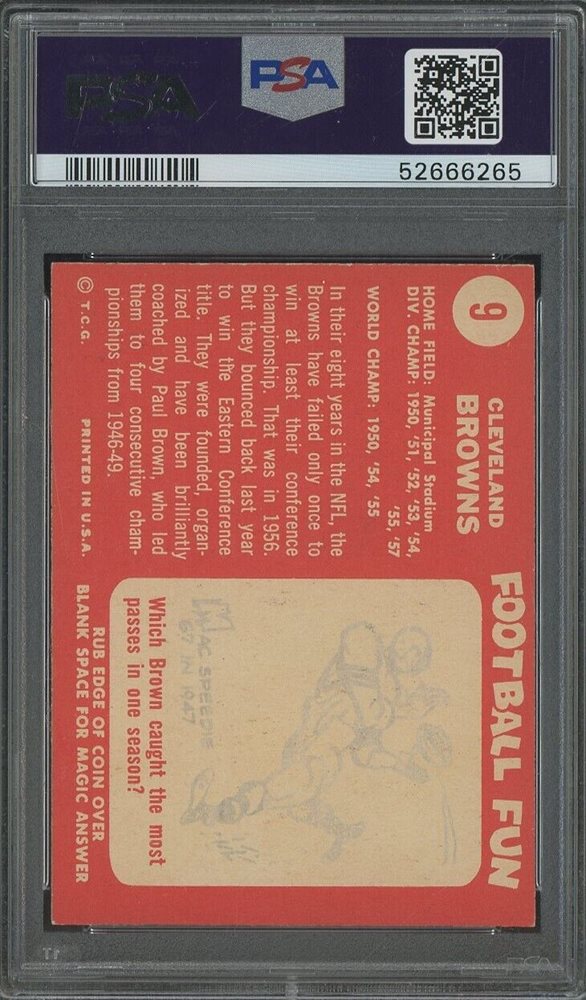 PSA
PSA
52666265
9
CLEVELAND
BROWNS
HOME FIELD: Municipal Stadium
DIV. CHAMP: 1950, '51, '52, '53, '54,
'55, '57
WORLD CHAMP: 1950, '54, '55
In their eight years in the NFL, the
Browns have failed only once to
win at least their conference
championship. That was in 1956.
But they bounced back last year
to win the Eastern Conference
title. They were founded, organ-
ized and have been brilliantly
coached by Paul Brown, who led
them to four consecutive cham-
pionships from 1946-49.
© T.C.G.
PRINTED IN U.S.A.
FOOTBALL FUN
MAC SPEEDIE
67 IN 1947
Which Brown caught the most
passes in one season?
RUB EDGE OF COIN OVER
BLANK SPACE FOR MAGIC ANSWER
PSA